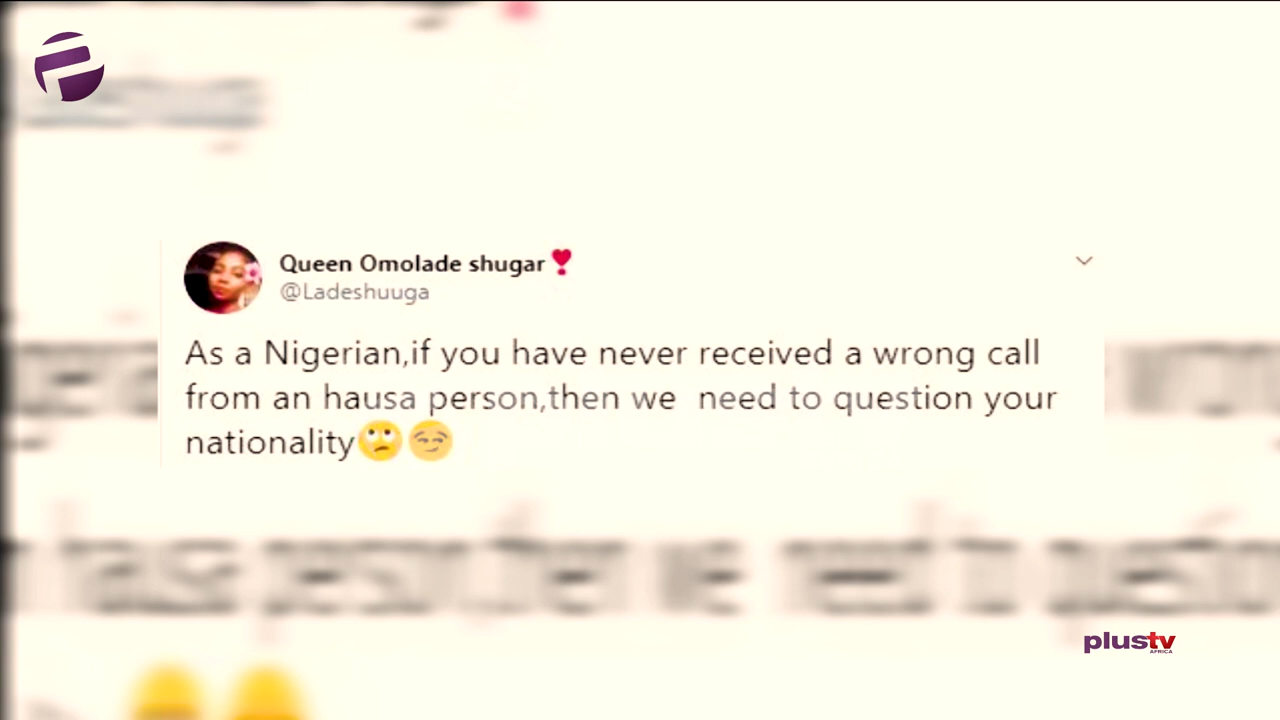 Queen Omolade shugar❣
@Ladeshuuga
As a Nigerian,if you have never received a wrong call
from an hausa person,then we need to question your
nationality🙄😏
plustv
AFRICA